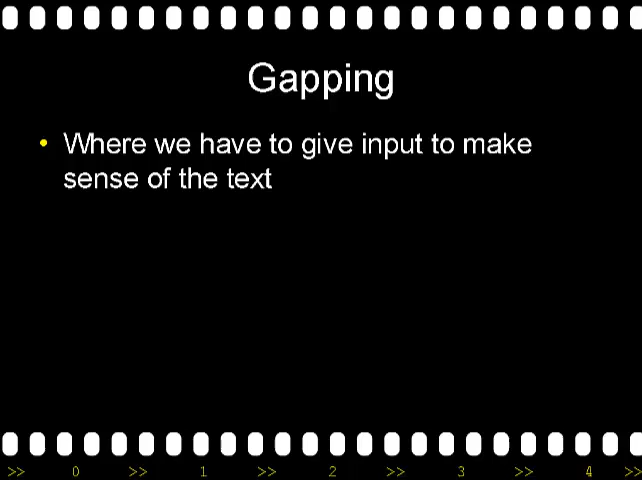 Gapping
• Where we have to give input to make
sense of the text
>> 0 >> 1 >> 2 >> 3 >> 4 >>